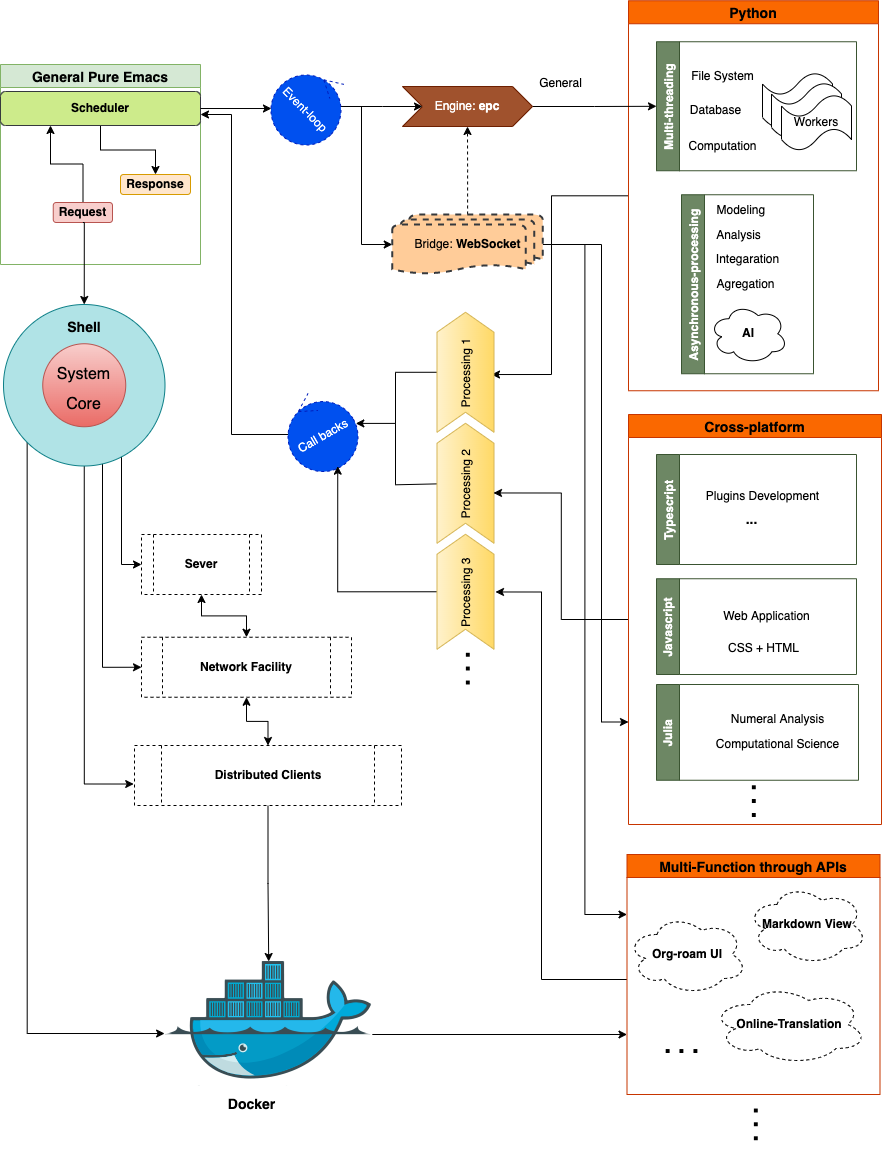 Python
General Pure Emacs
Scheduler
Response
Request
Event-loop
Engine: epc
General
Multi-threading
File System
Database
Computation
Workers
Bridge: WebSocket
Asynchronous-processing
Modeling
Analysis
Integaration
Agregation
AI
Shell
System
Core
Processing 1
Processing 2
Processing 3
Call backs
Cross-platform
Typescript
Plugins Development
...
Javascript
Web Application
CSS + HTML
Julia
Numeral Analysis
Computational Science
Sever
Network Facility
Distributed Clients
Multi-Function through APIs
Markdown View
Org-roam UI
Online-Translation
...
Docker